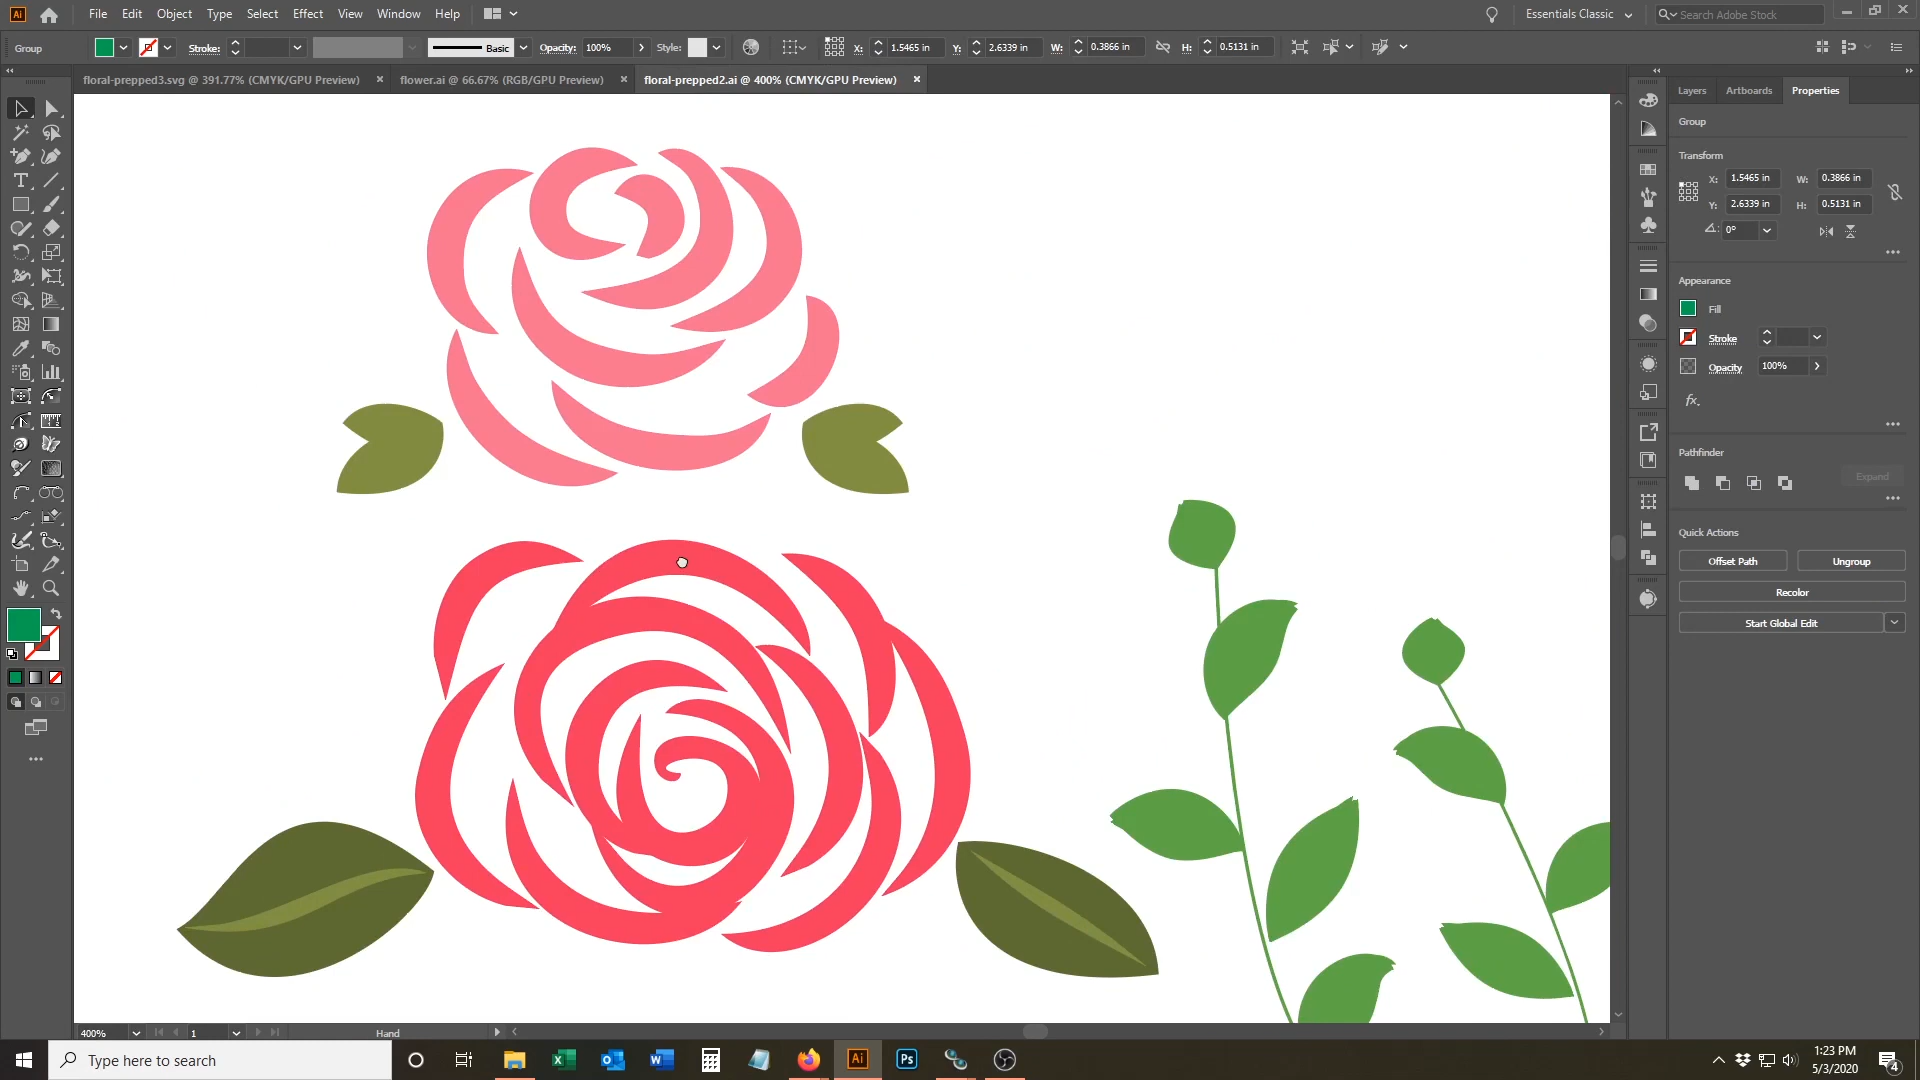 Ai File Edit Object Type Select Effect View Window Help Essentials Classic Search Adobe Stock
Group Stroke: Basic Opacity: 100% Style: X: 1.5465 in Y: 2.6339 in W: 0.3866 in H: 0.5131 in
floral-prepped3.svg @ 391.77% (CMYK/GPU Preview) flower.ai @ 66.67% (RGB/GPU Preview) floral-prepped2.ai @ 400% (CMYK/GPU Preview)
Layers Artboards Properties
Group
Transform
X: 1.5465 in W: 0.3866 in
Y: 2.6339 in H: 0.5131 in
0°
Appearance
Fill
Stroke
Opacity 100%
fx.
Pathfinder
Expand
Quick Actions
Offset Path Ungroup
Recolor
Start Global Edit
400% 1 Hand
Type here to search
Ai Ps
1:23 PM
5/3/2020
4